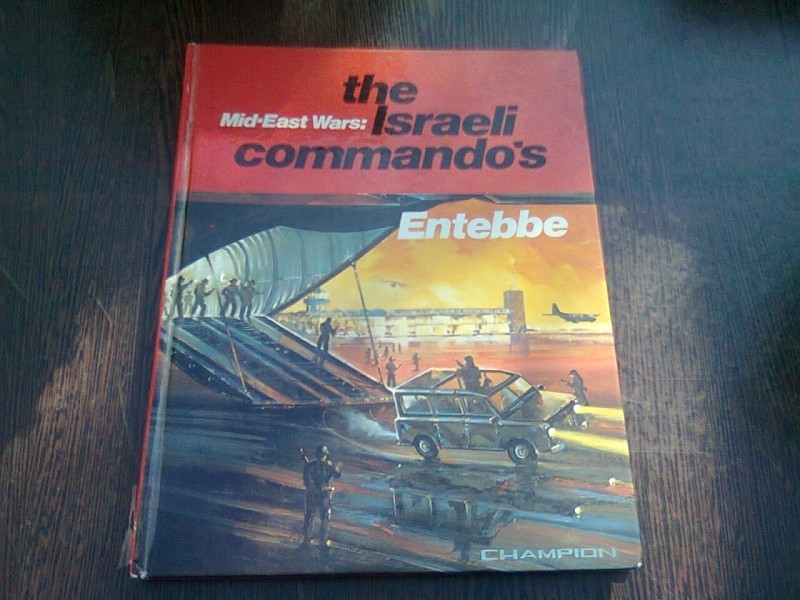 the
Mid·East Wars: Israeli
commando's
Entebbe
CHAMPION